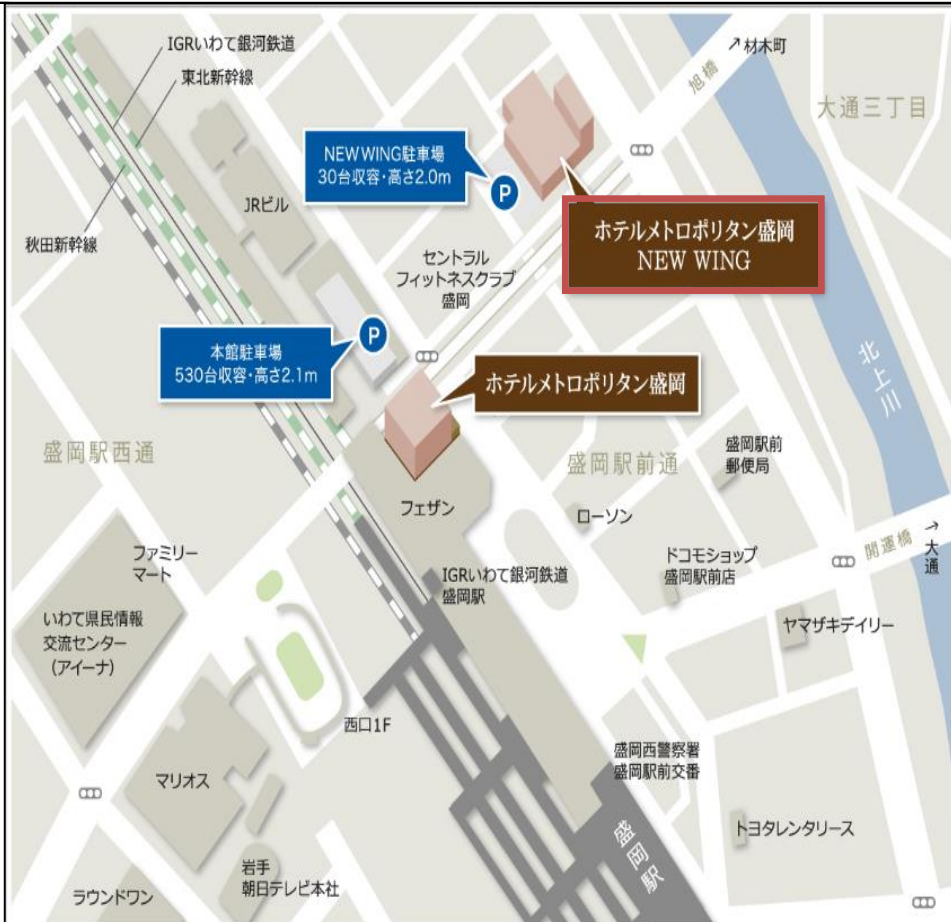 IGRいわて銀河鉄道
東北新幹線
↗材木町
旭橋
大通三丁目
NEW WING駐車場
30台収容・高さ2.0m
P
JRビル
秋田新幹線
ホテルメトロポリタン盛岡
NEW WING
セントラル
フィットネスクラブ
盛岡
本館駐車場
530台収容・高さ2.1m
P
ホテルメトロポリタン盛岡
北上川
盛岡駅西通
盛岡駅前通
盛岡駅前
郵便局
フェザン
ローソン
開運橋
→大通
ファミリー
マート
IGRいわて銀河鉄道
盛岡駅
ドコモショップ
盛岡駅前店
いわて県民情報
交流センター
(アイーナ)
ヤマザキデイリー
西口1F
盛岡西警察署
盛岡駅前交番
マリオス
トヨタレンタリース
盛岡駅
岩手
朝日テレビ本社
ラウンドワン